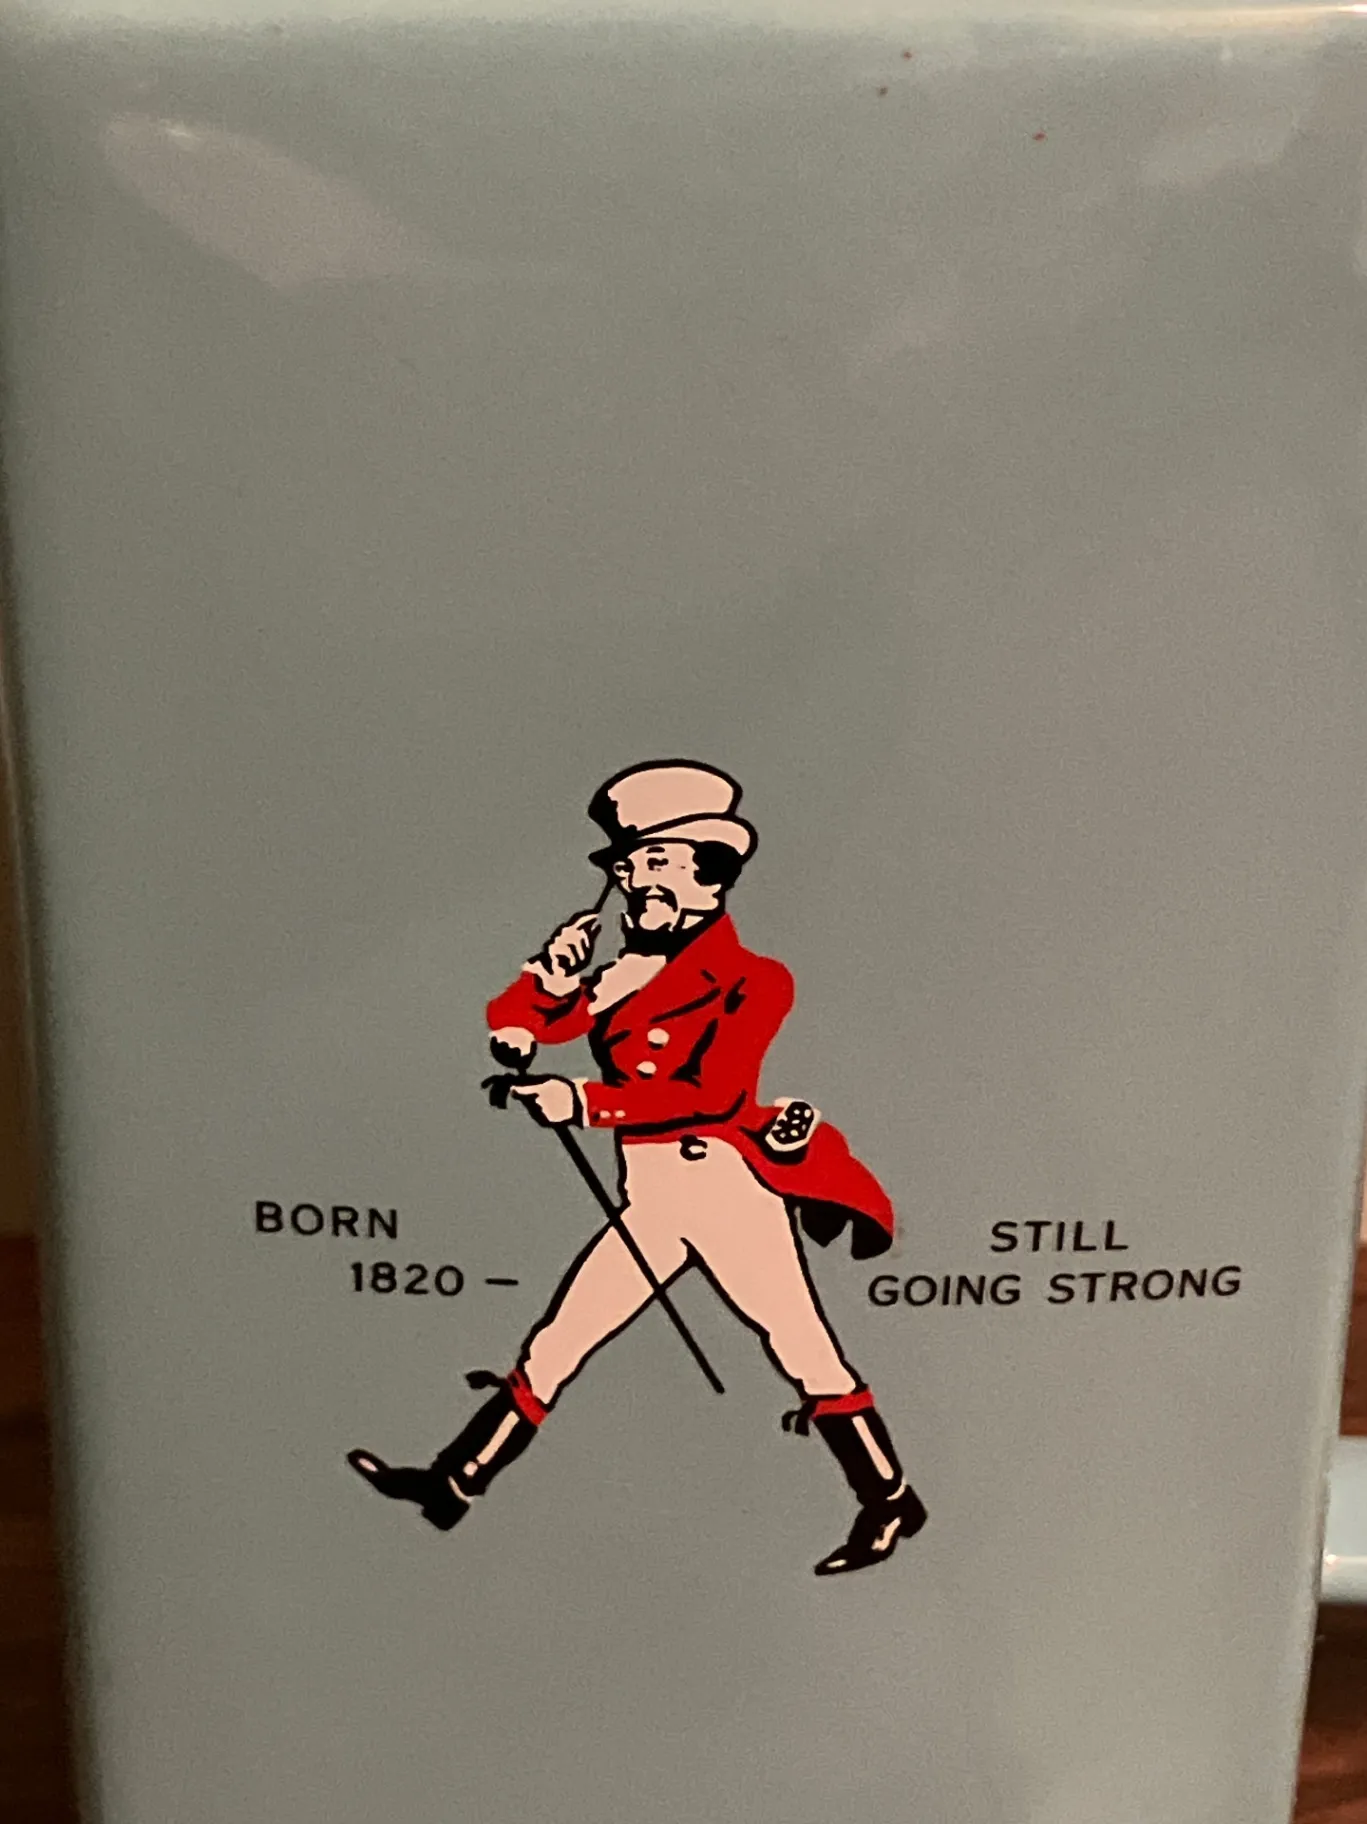 BORN
1820 –
STILL
GOING STRONG